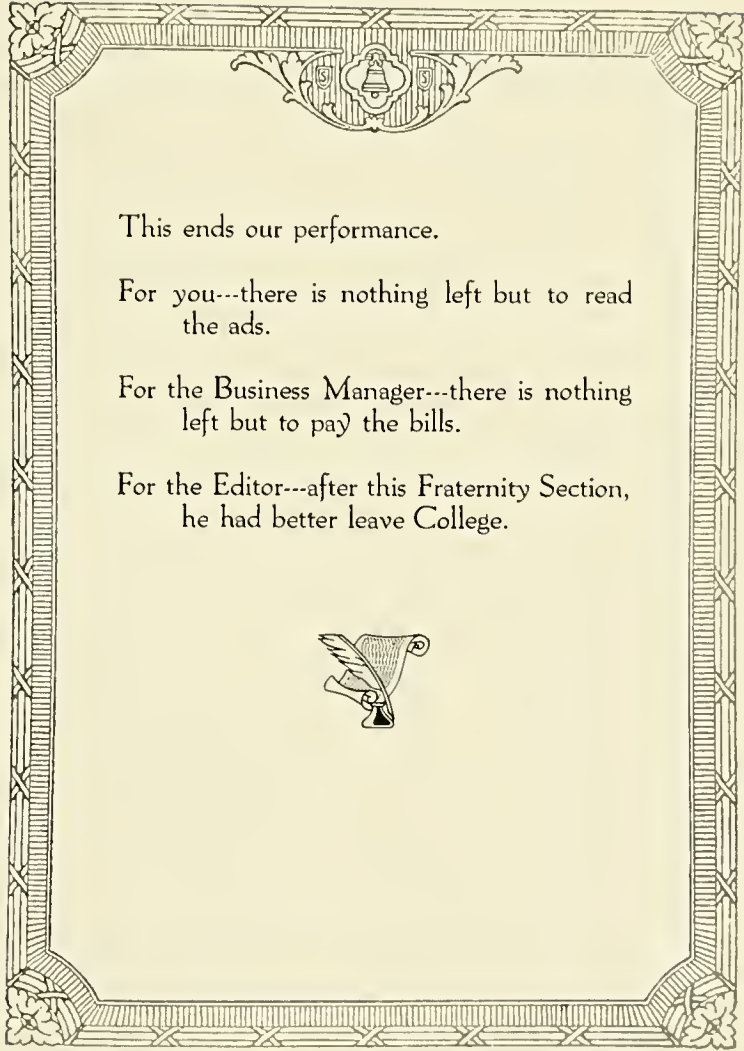 S S
This ends our performance.
For you---there is nothing left but to read
the ads.
For the Business Manager---there is nothing
left but to pay the bills.
For the Editor---after this Fraternity Section,
he had better leave College.